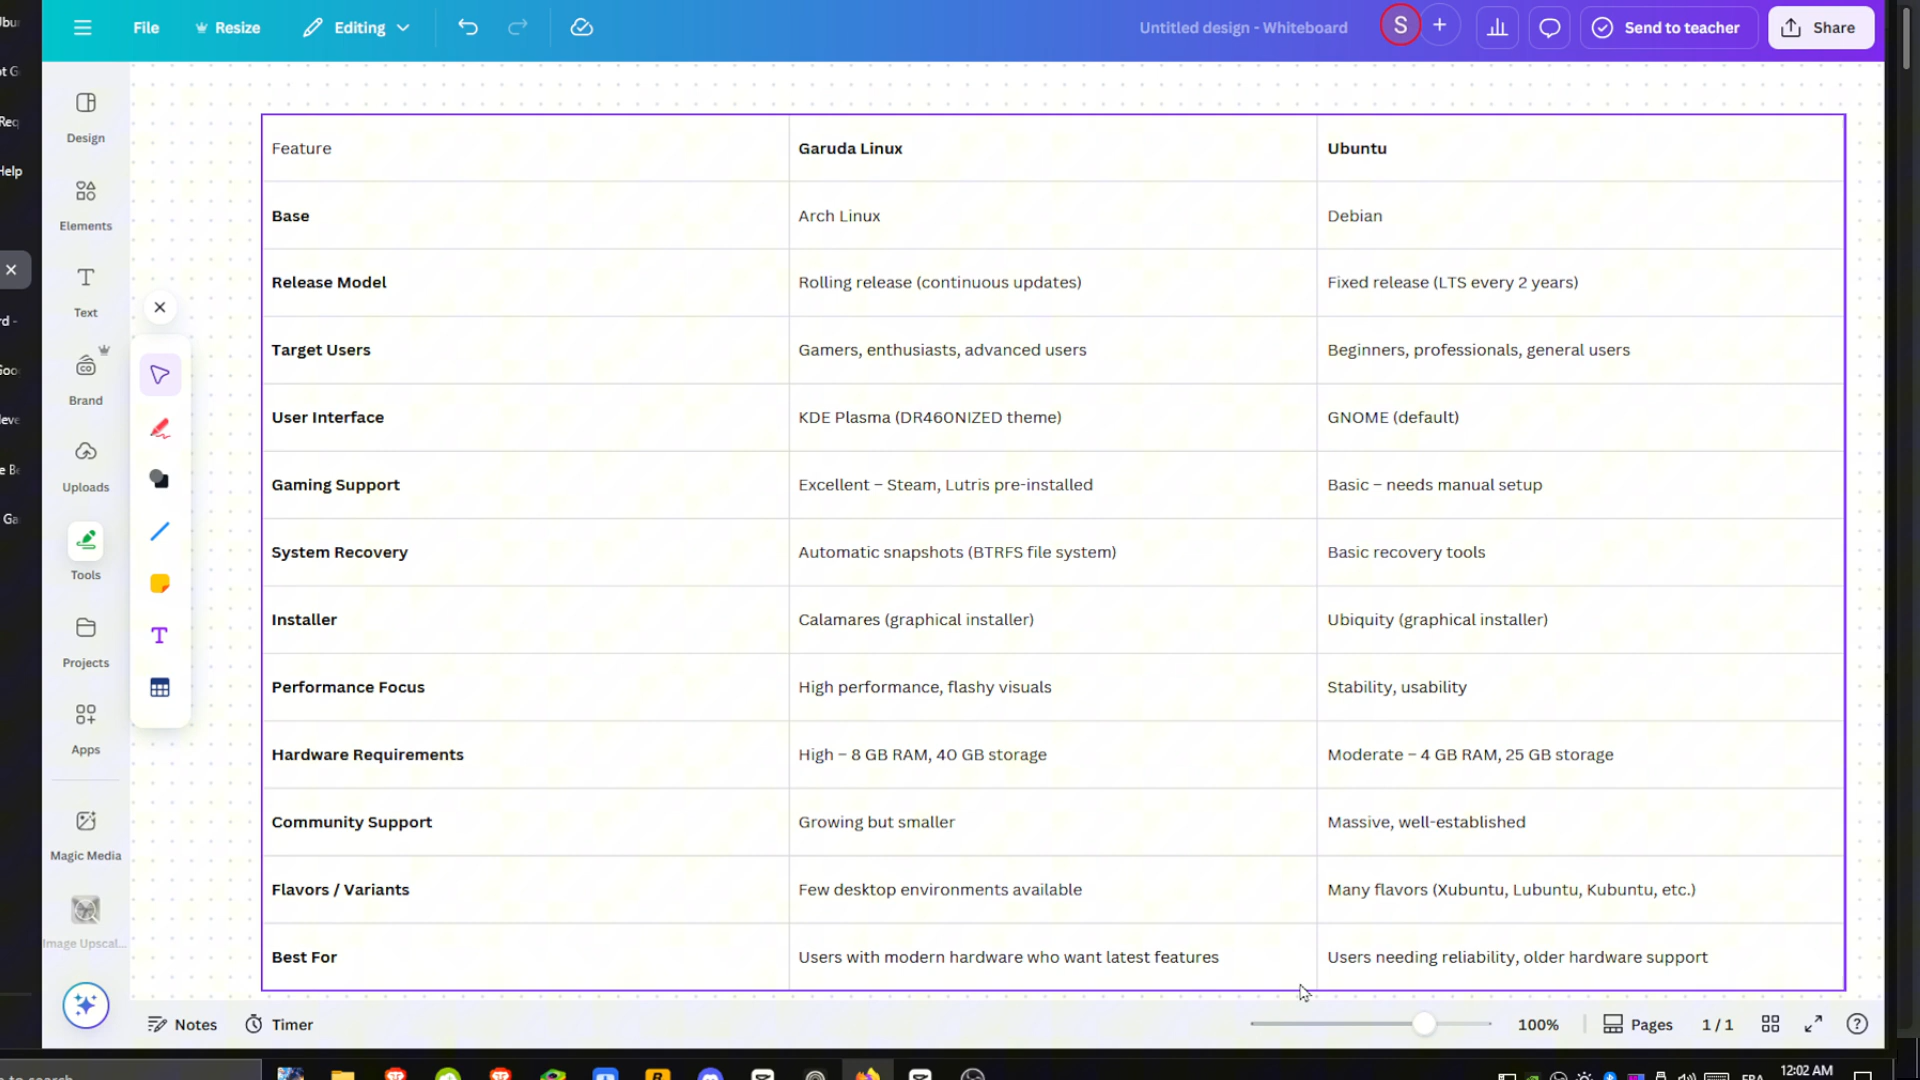 File
Resize
Editing
Untitled design - Whiteboard
S
Send to teacher
Share
Design
Elements
Text
Brand
Uploads
Tools
Projects
Apps
Magic Media
Image Upscal...
Feature Garuda Linux Ubuntu
Base Arch Linux Debian
Release Model Rolling release (continuous updates) Fixed release (LTS every 2 years)
Target Users Gamers, enthusiasts, advanced users Beginners, professionals, general users
User Interface KDE Plasma (DR460NIZED theme) GNOME (default)
Gaming Support Excellent – Steam, Lutris pre-installed Basic – needs manual setup
System Recovery Automatic snapshots (BTRFS file system) Basic recovery tools
Installer Calamares (graphical installer) Ubiquity (graphical installer)
Performance Focus High performance, flashy visuals Stability, usability
Hardware Requirements High – 8 GB RAM, 40 GB storage Moderate – 4 GB RAM, 25 GB storage
Community Support Growing but smaller Massive, well-established
Flavors / Variants Few desktop environments available Many flavors (Xubuntu, Lubuntu, Kubuntu, etc.)
Best For Users with modern hardware who want latest features Users needing reliability, older hardware support
Notes
Timer
100%
Pages
1 / 1
12:02 AM